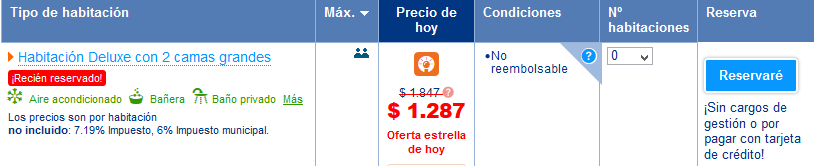 Tipo de habitación
Máx.
Precio de hoy
Condiciones
Nº habitaciones
Reserva
Habitación Deluxe con 2 camas grandes
¡Recién reservado!
Aire acondicionado Bañera Baño privado Más
Los precios son por habitación
no incluido: 7.19% Impuesto, 6% Impuesto municipal.
$ 1.847 ?
$ 1.287
Oferta estrella
de hoy
•No
reembolsable
?
0
Reservaré
¡Sin cargos de
gestión o por
pagar con tarjeta
de crédito!